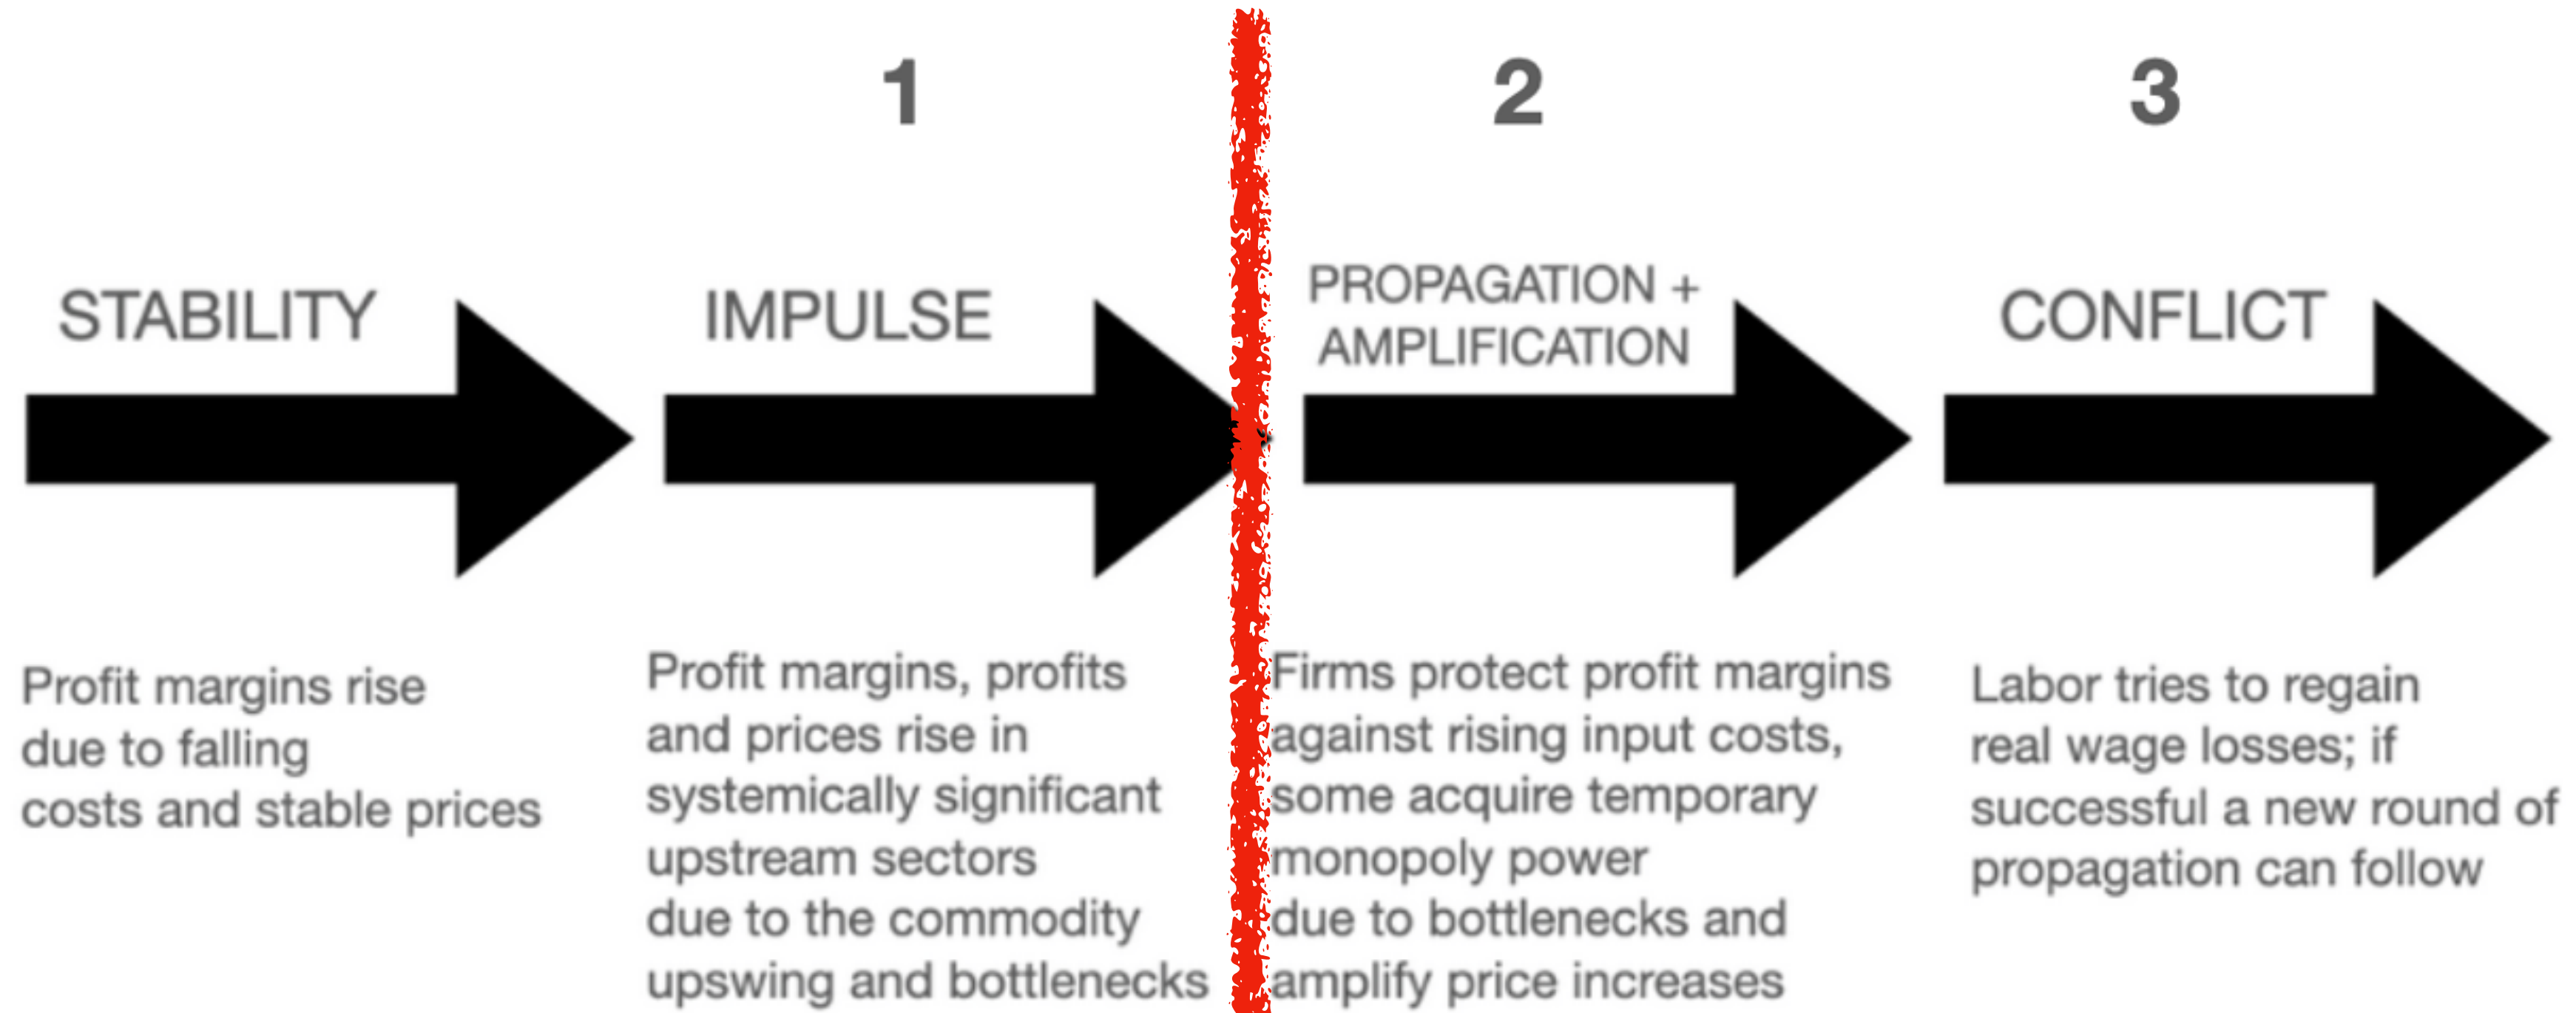 1
2
3
STABILITY
IMPULSE
PROPAGATION +
AMPLIFICATION
CONFLICT
Profit margins rise
due to falling
costs and stable prices
Profit margins, profits
and prices rise in
systemically significant
upstream sectors
due to the commodity
upswing and bottlenecks
Firms protect profit margins
against rising input costs,
some acquire temporary
monopoly power
due to bottlenecks and
amplify price increases
Labor tries to regain
real wage losses; if
successful a new round of
propagation can follow